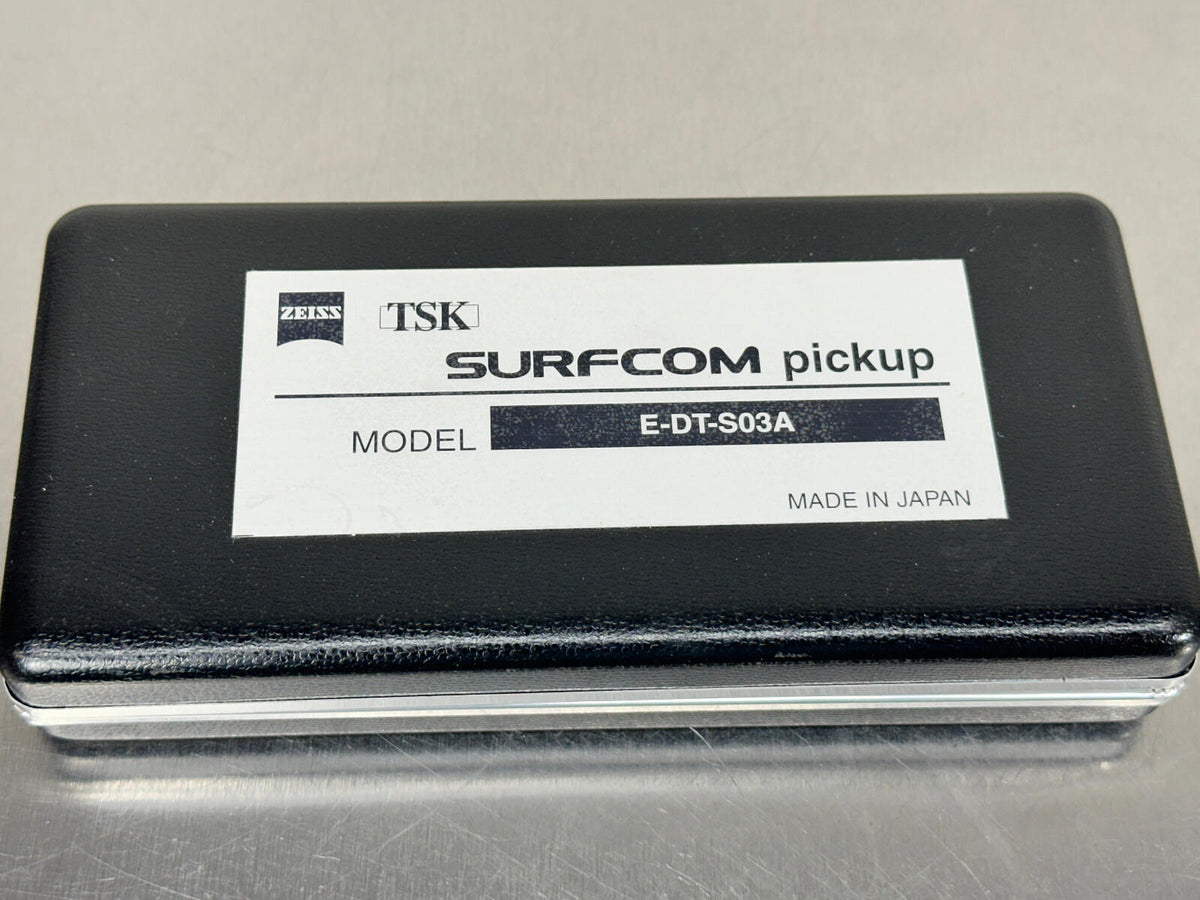 ZEISS TSK
SURFCOM pickup
MODEL E-DT-S03A
MADE IN JAPAN